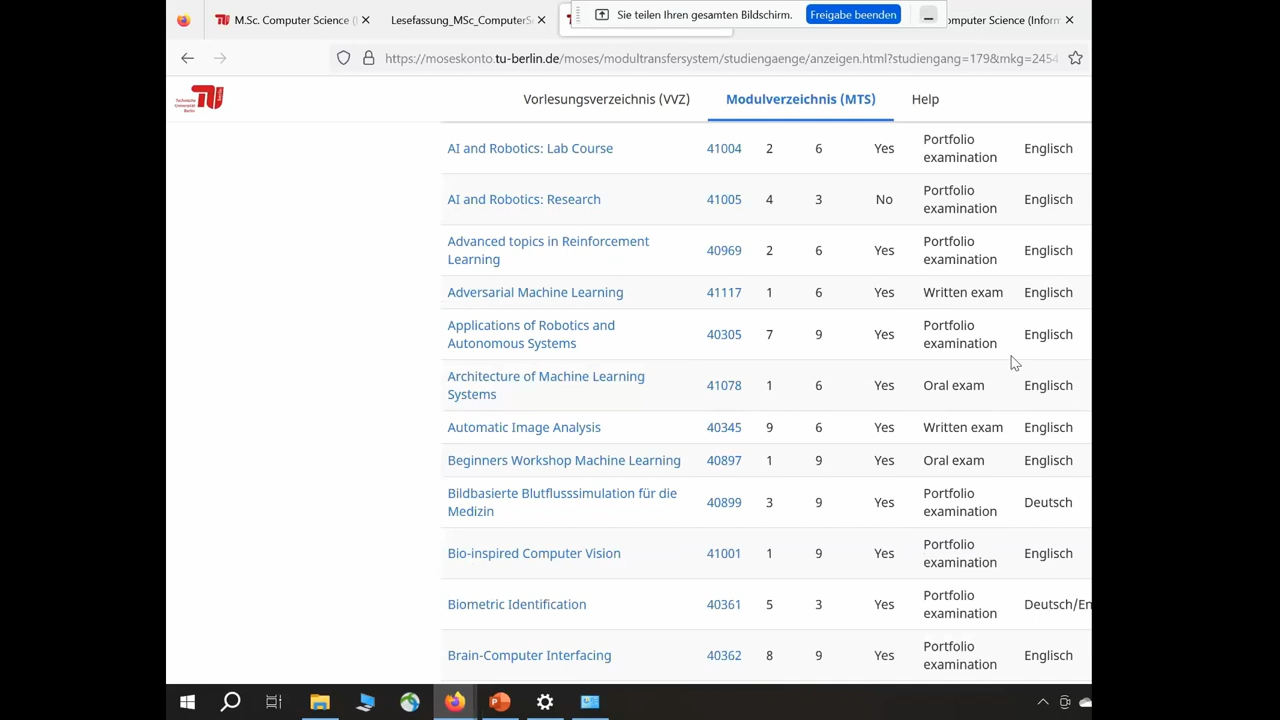 M.Sc. Computer Science (
Lesefassung_MSc_ComputerS
Sie teilen Ihren gesamten Bildschirm.
Freigabe beenden
omputer Science (Inforn
https://moseskonto.tu-berlin.de/moses/modultransfersystem/studiengaenge/anzeigen.html?studiengang=179&mkg=2454
Technische
Universität
Berlin
Vorlesungsverzeichnis (VVZ)
Modulverzeichnis (MTS)
Help
AI and Robotics: Lab Course 41004 2 6 Yes Portfolio examination Englisch
AI and Robotics: Research 41005 4 3 No Portfolio examination Englisch
Advanced topics in Reinforcement Learning 40969 2 6 Yes Portfolio examination Englisch
Adversarial Machine Learning 41117 1 6 Yes Written exam Englisch
Applications of Robotics and Autonomous Systems 40305 7 9 Yes Portfolio examination Englisch
Architecture of Machine Learning Systems 41078 1 6 Yes Oral exam Englisch
Automatic Image Analysis 40345 9 6 Yes Written exam Englisch
Beginners Workshop Machine Learning 40897 1 9 Yes Oral exam Englisch
Bildbasierte Blutflusssimulation für die Medizin 40899 3 9 Yes Portfolio examination Deutsch
Bio-inspired Computer Vision 41001 1 9 Yes Portfolio examination Englisch
Biometric Identification 40361 5 3 Yes Portfolio examination Deutsch/En
Brain-Computer Interfacing 40362 8 9 Yes Portfolio examination Englisch